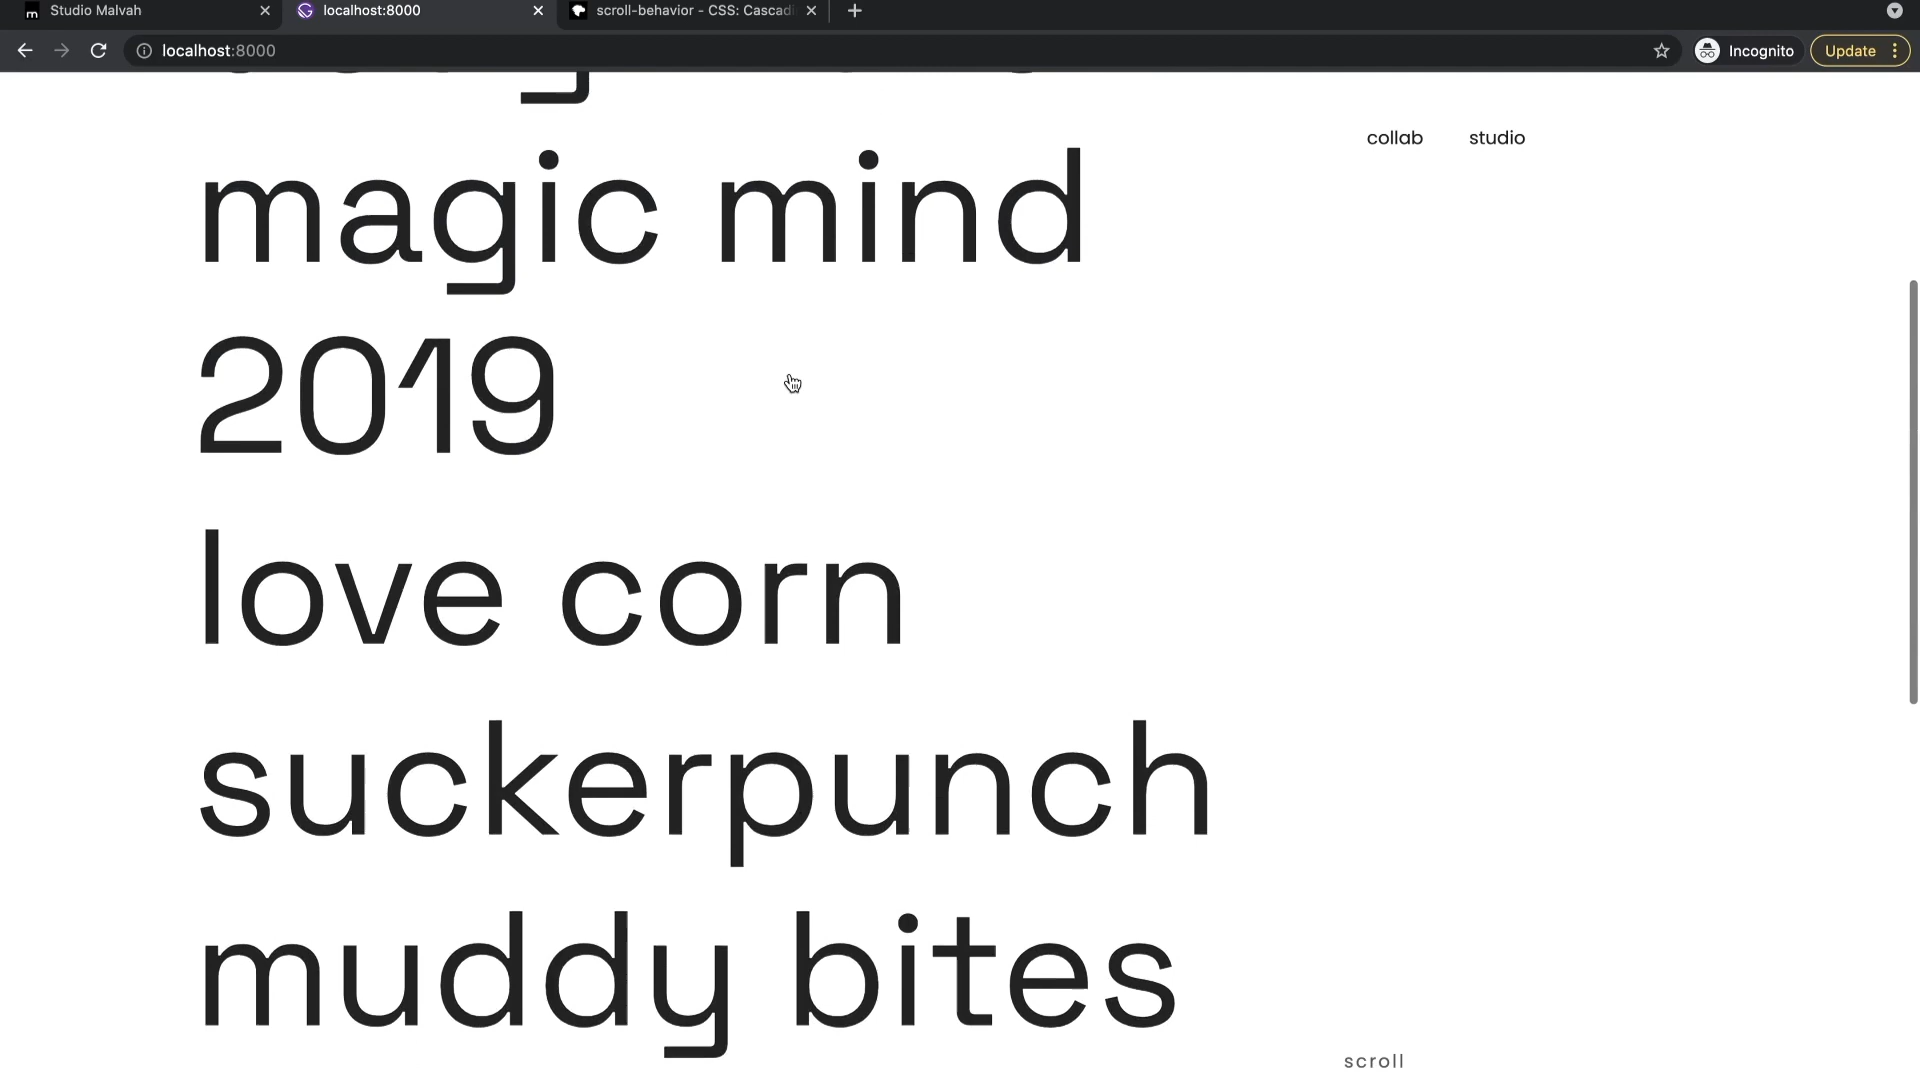 Studio Malvah
localhost:8000
scroll-behavior - CSS: Cascadi
localhost:8000
Incognito
Update
collab
studio
magic mind
2019
love corn
suckerpunch
muddy bites
scroll